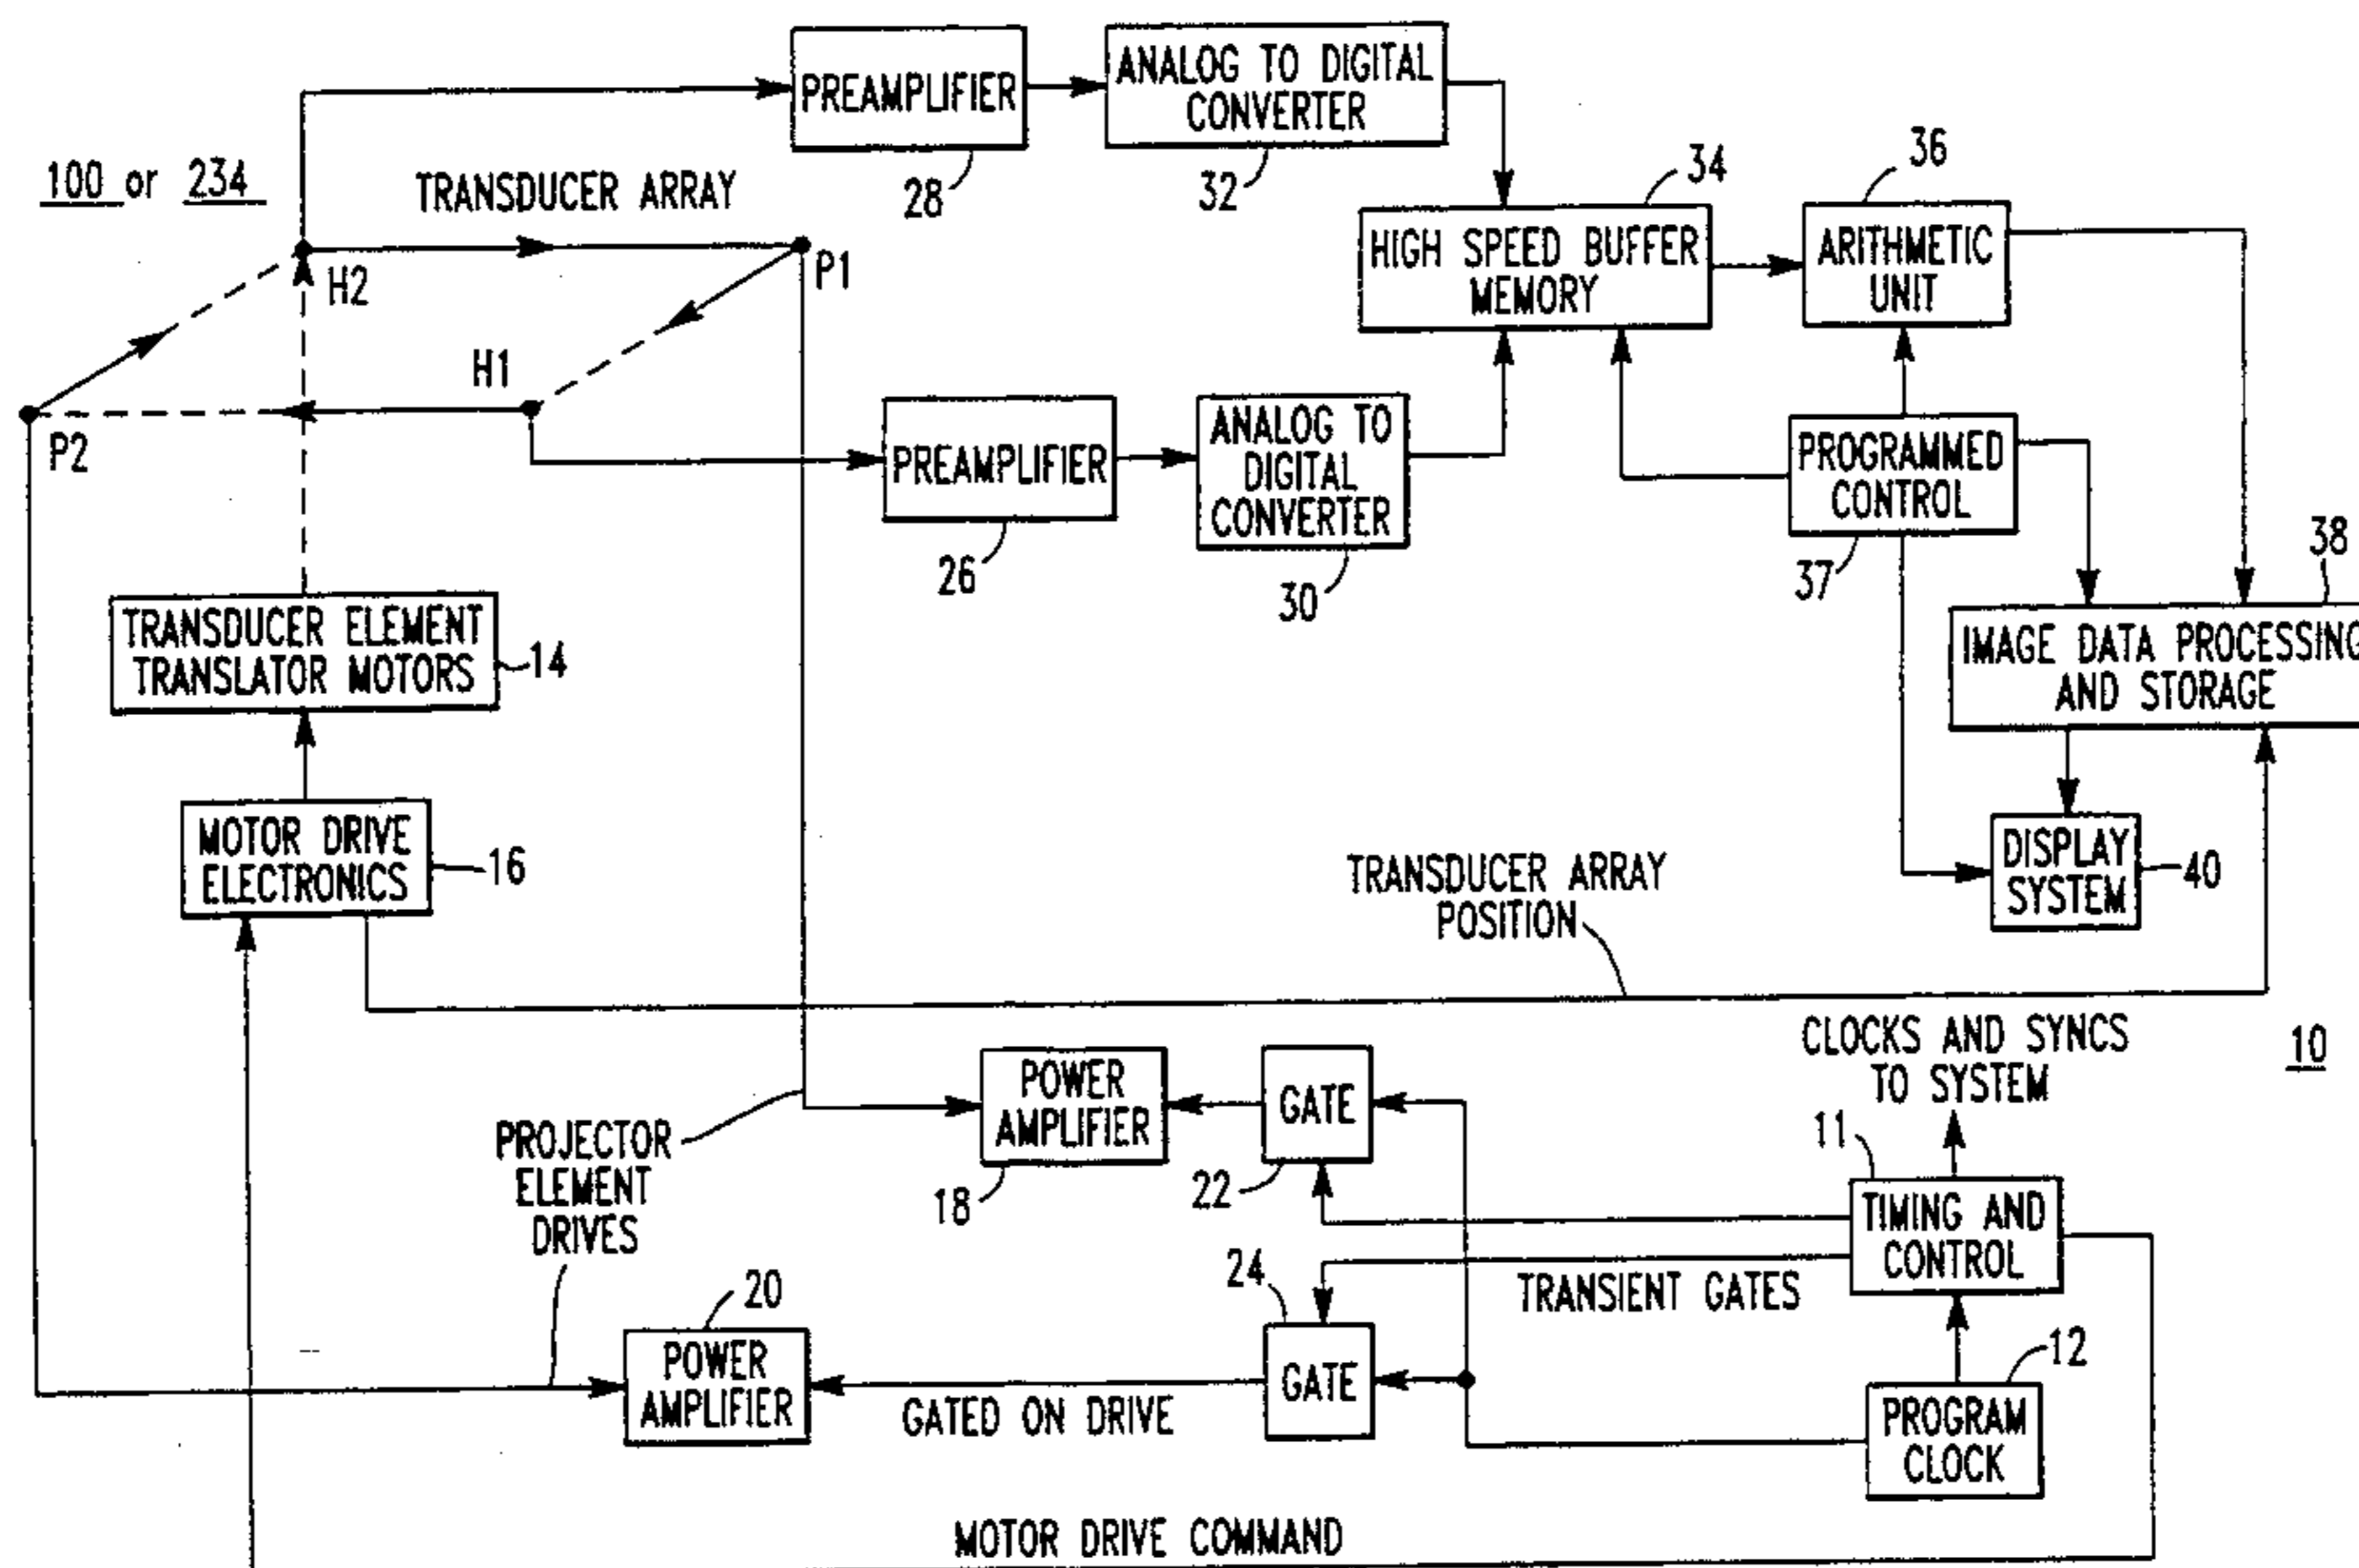 PREAMPLIFIER
28
ANALOG TO DIGITAL
CONVERTER
32
100 or 234
TRANSDUCER ARRAY
H2
P1
H1
P2
HIGH SPEED BUFFER
MEMORY
34
ARITHMETIC
UNIT
36
PREAMPLIFIER
26
ANALOG TO
DIGITAL
CONVERTER
30
PROGRAMMED
CONTROL
37
38
IMAGE DATA PROCESSING
AND STORAGE
TRANSDUCER ELEMENT
TRANSLATOR MOTORS
14
MOTOR DRIVE
ELECTRONICS
16
DISPLAY
SYSTEM
40
TRANSDUCER ARRAY
POSITION
CLOCKS AND SYNCS
TO SYSTEM
10
POWER
AMPLIFIER
18
GATE
22
11
TIMING AND
CONTROL
PROJECTOR
ELEMENT
DRIVES
20
POWER
AMPLIFIER
24
GATE
TRANSIENT GATES
GATED ON DRIVE
12
PROGRAM
CLOCK
MOTOR DRIVE COMMAND